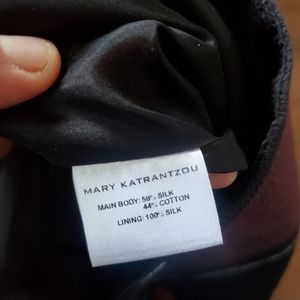 MARY KATRANTZOU
MAIN BODY: 56% SILK
44% COTTON
LINING: 100% SILK